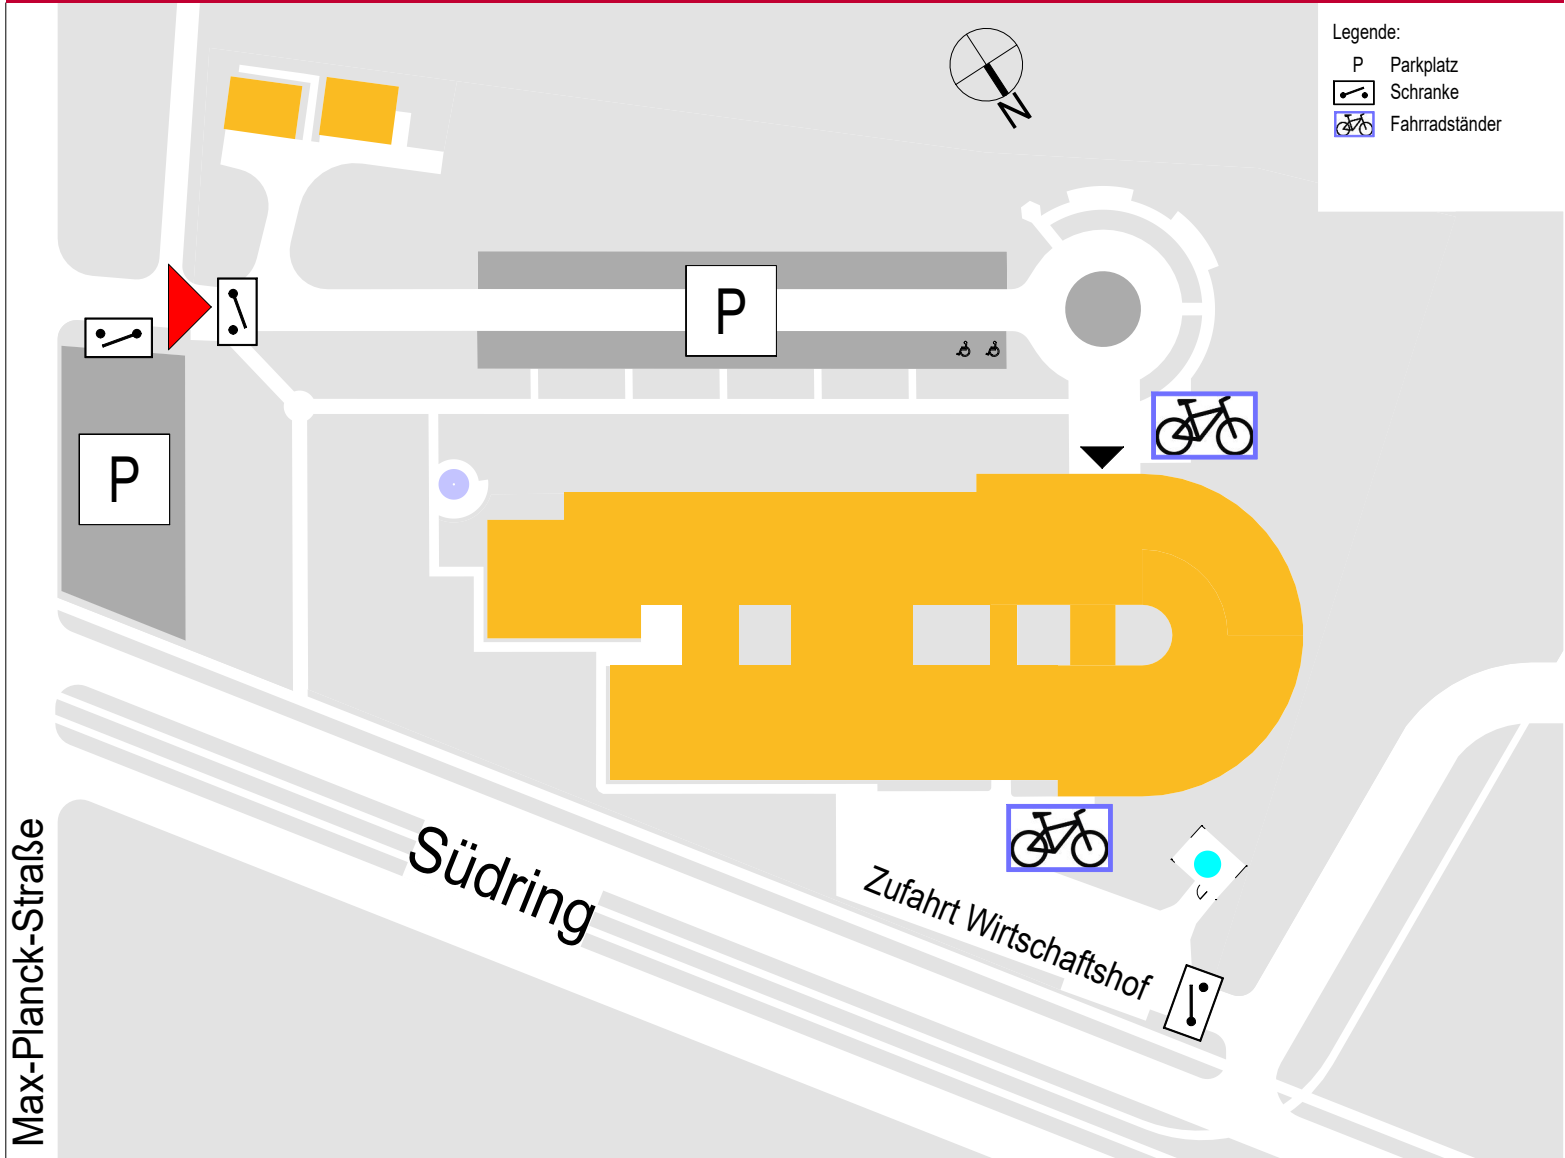 Legende:
P Parkplatz
Schranke
Fahrradständer
N
P
P
Südring
Zufahrt Wirtschaftshof
Max-Planck-Straße